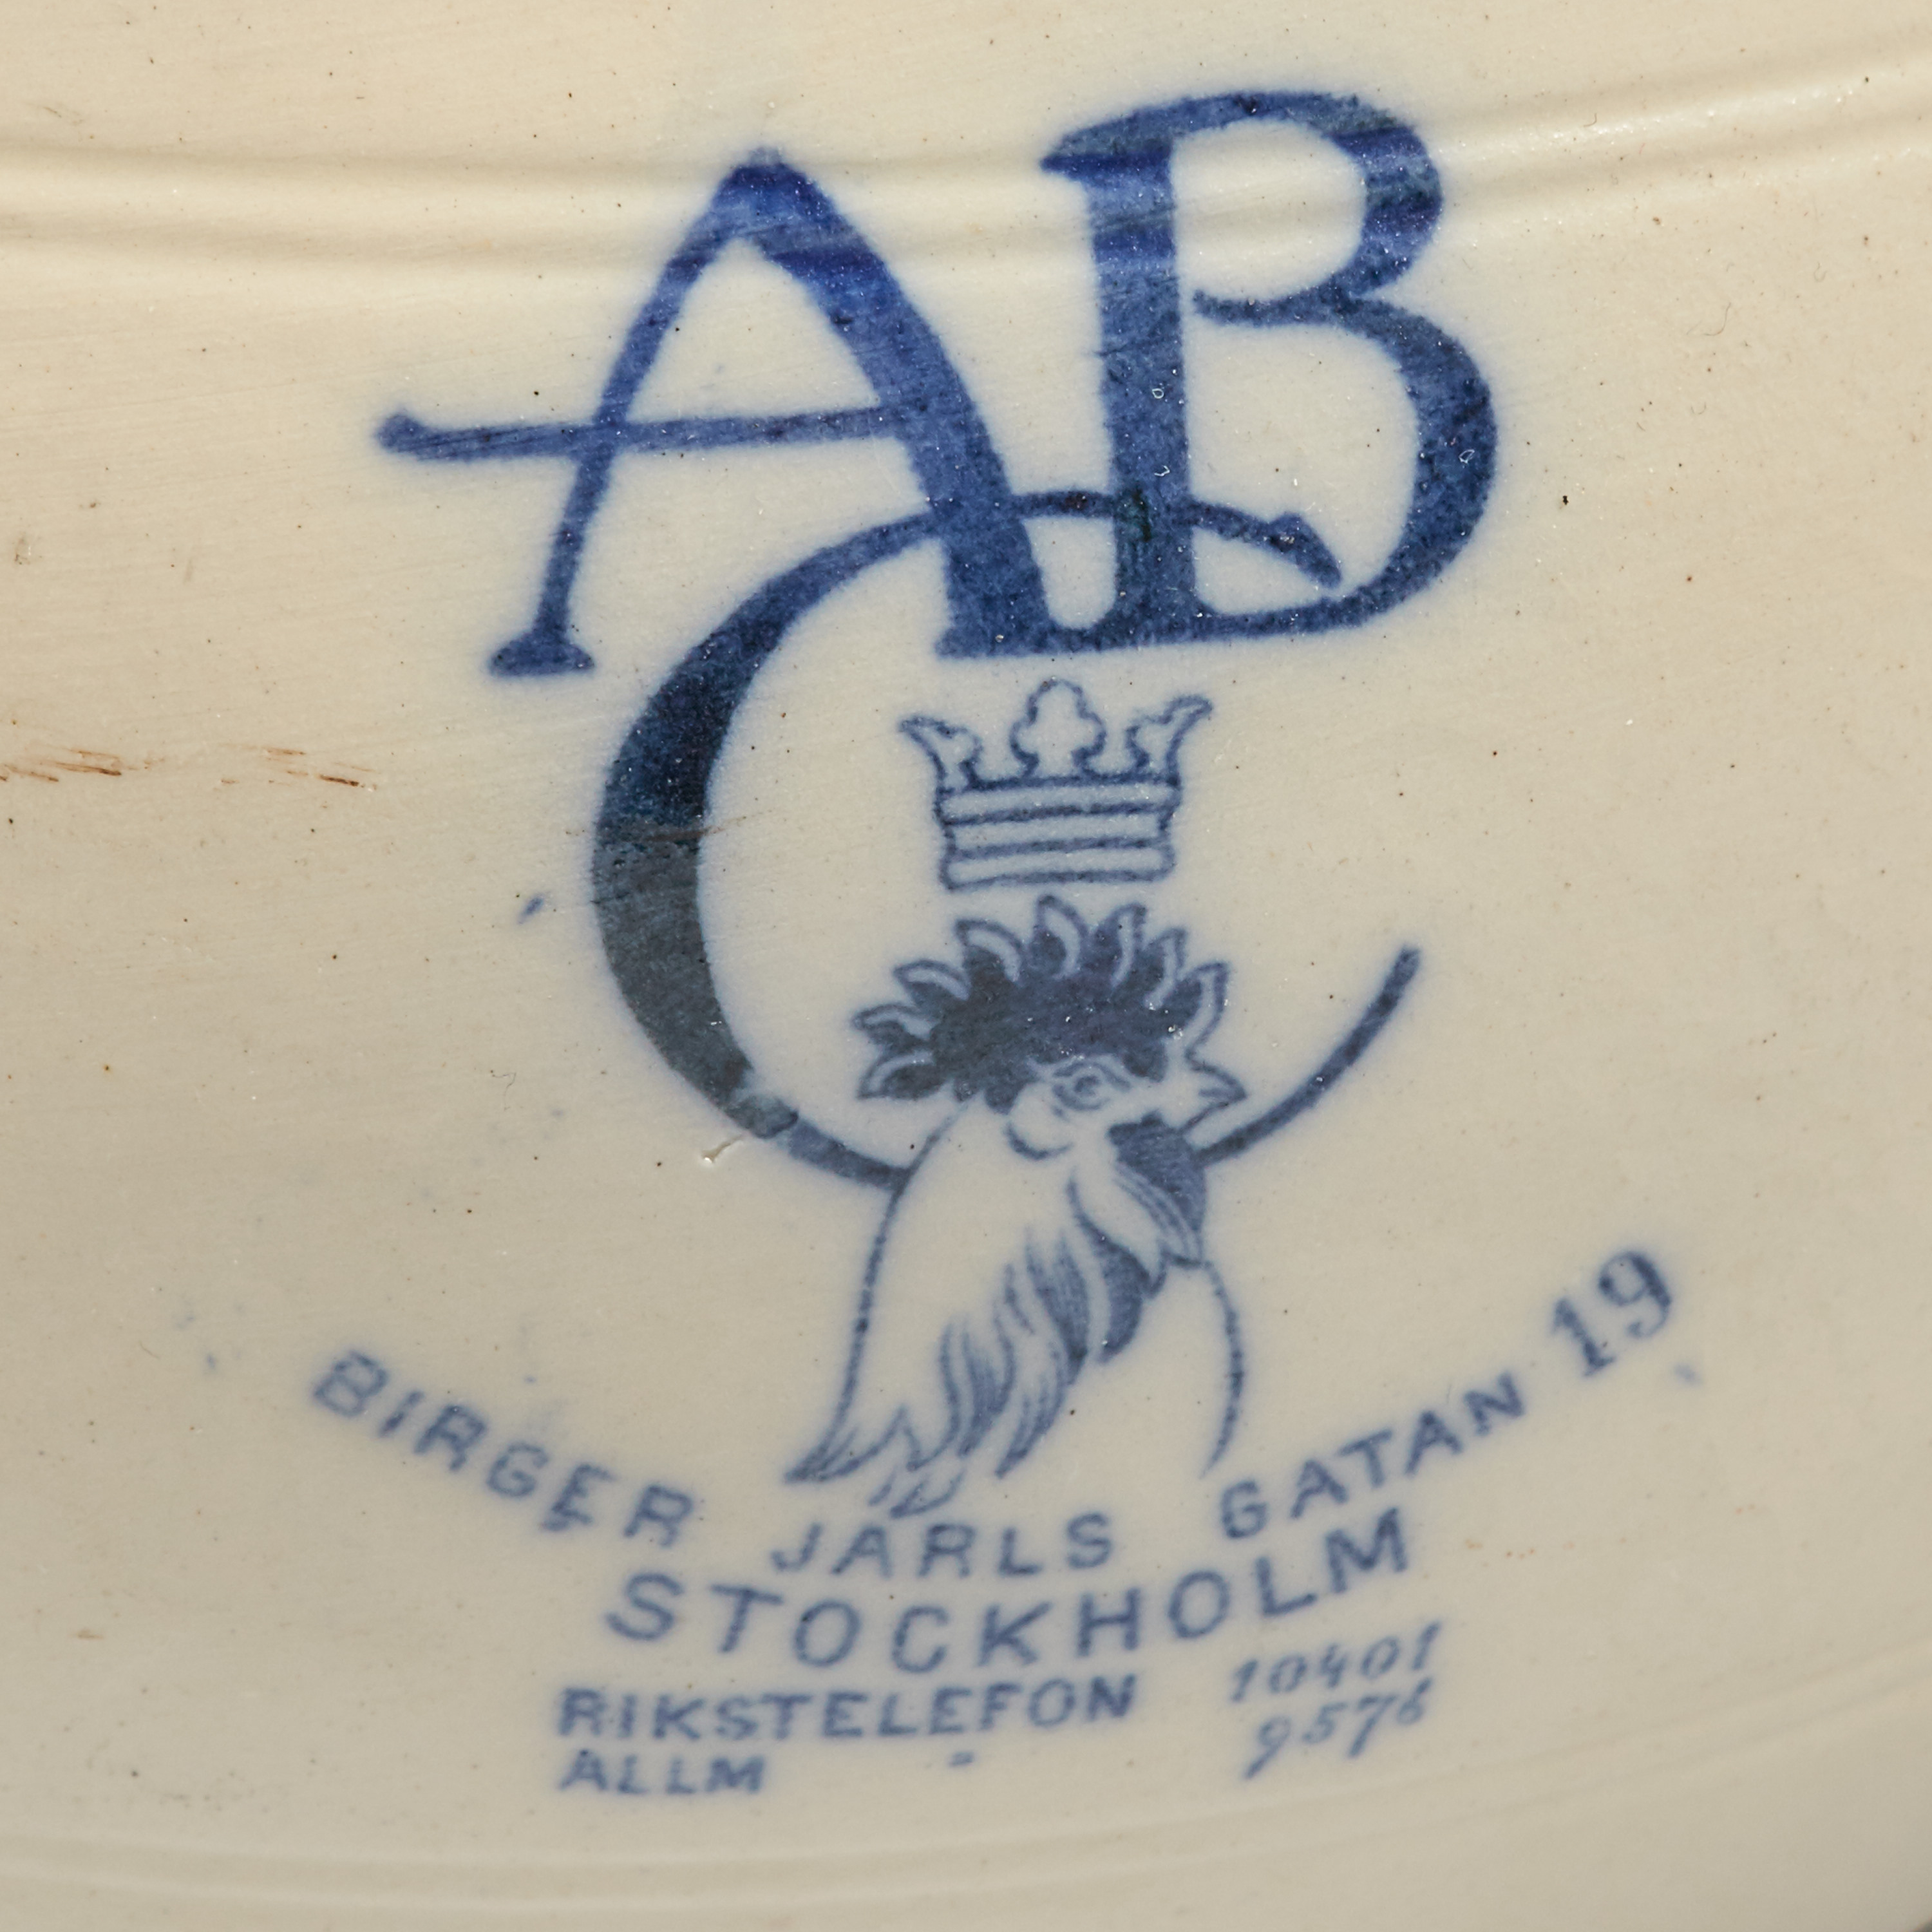 ABC
BIRGER JARLS GATAN 19
STOCKHOLM
RIKSTELEFON 10401
ALLM - 9576